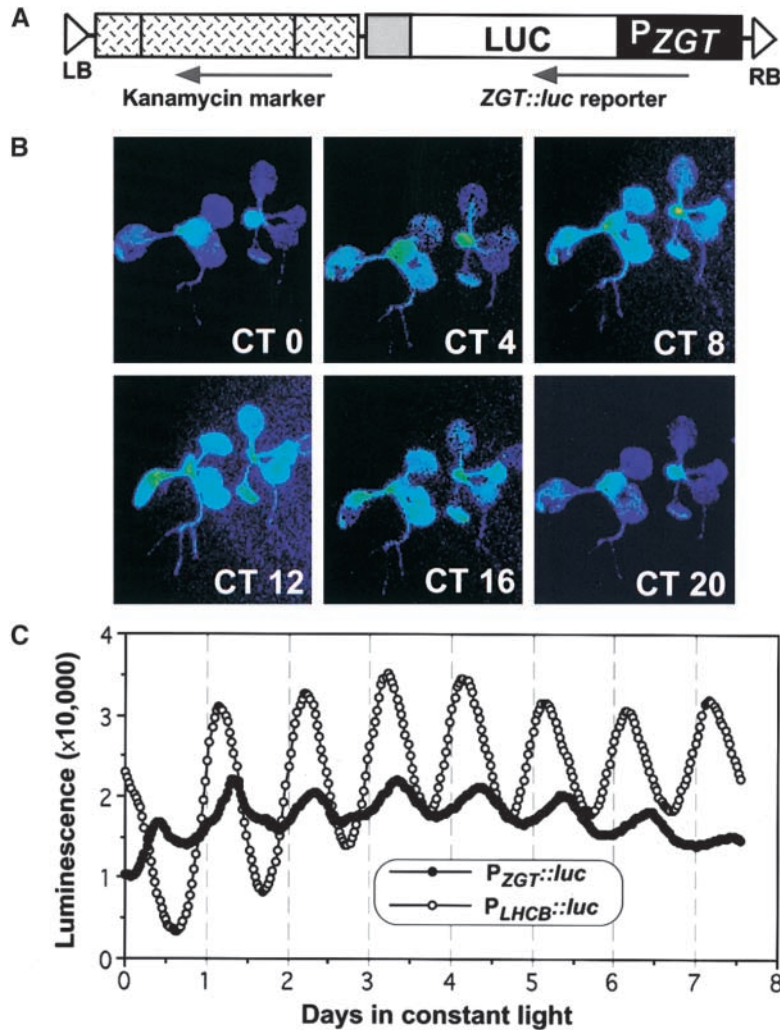 A
LUC
P ZGT
LB
RB
Kanamycin marker
ZGT::luc reporter
B
CT 0
CT 4
CT 8
CT 12
CT 16
CT 20
C
Luminescence (x10,000)
4
3
2
1
0
PZGT::luc
PLHCB::luc
0 1 2 3 4 5 6 7 8
Days in constant light